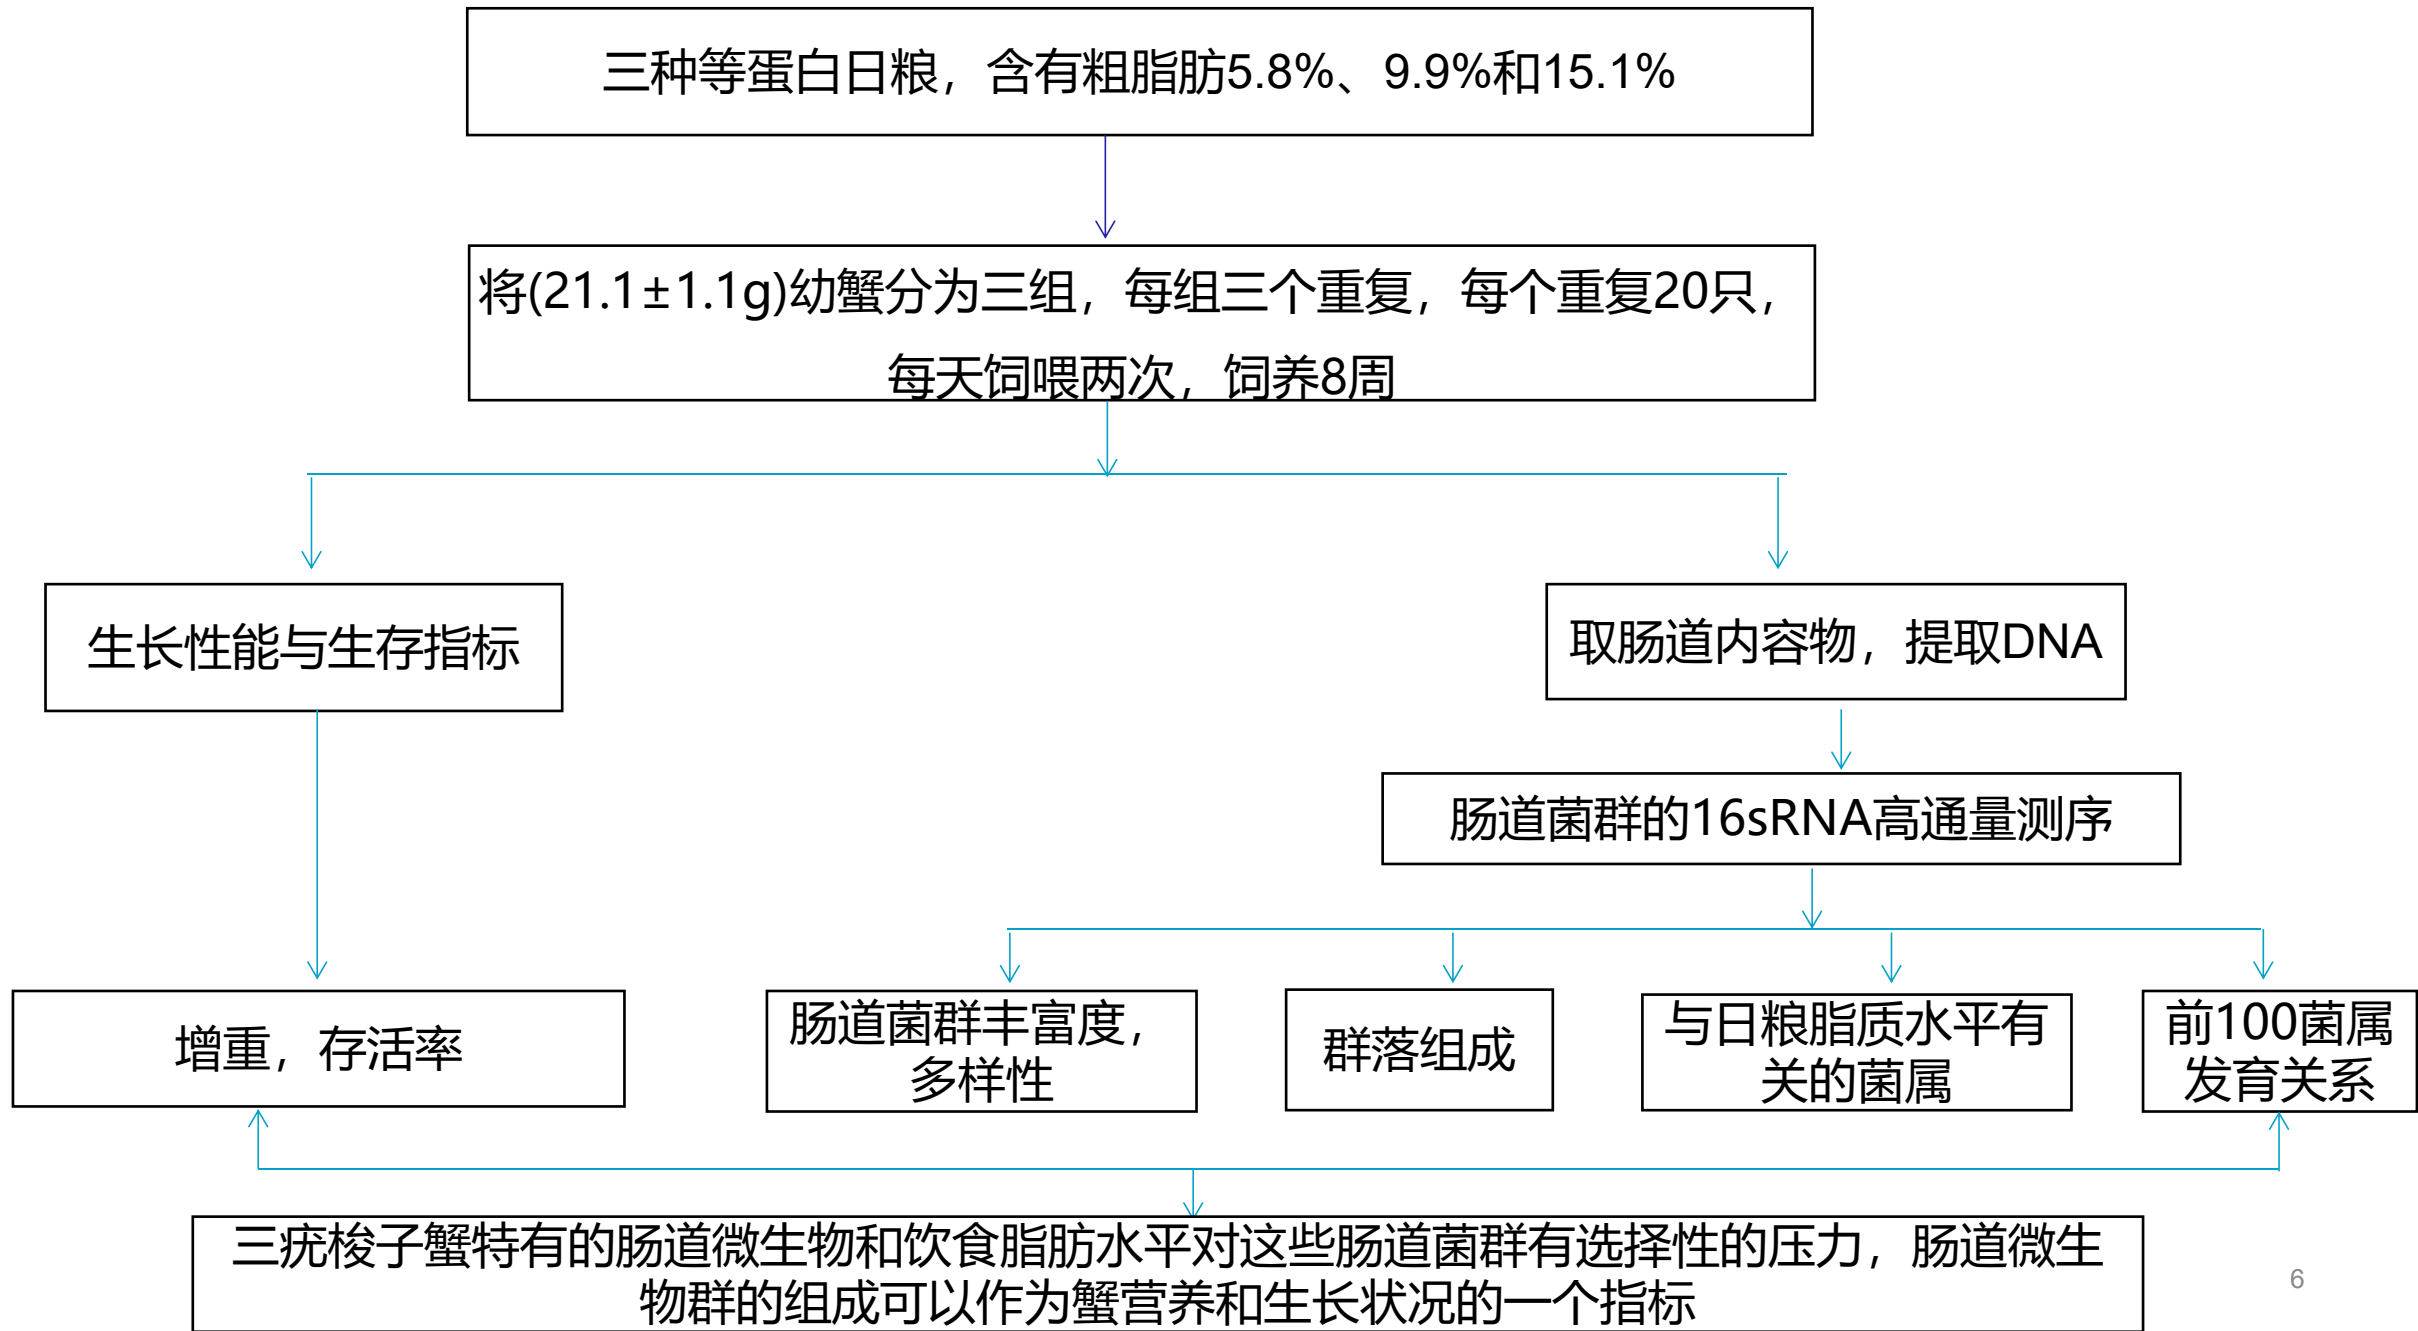 三种等蛋白日粮，含有粗脂肪5.8%、9.9%和15.1%
将(21.1±1.1g)幼蟹分为三组，每组三个重复，每个重复20只，
每天饲喂两次，饲养8周
生长性能与生存指标
取肠道内容物，提取DNA
肠道菌群的16sRNA高通量测序
增重，存活率
肠道菌群丰富度，
多样性
群落组成
与日粮脂质水平有
关的菌属
前100菌属
发育关系
三疣梭子蟹特有的肠道微生物和饮食脂肪水平对这些肠道菌群有选择性的压力，肠道微生
物群的组成可以作为蟹营养和生长状况的一个指标
6